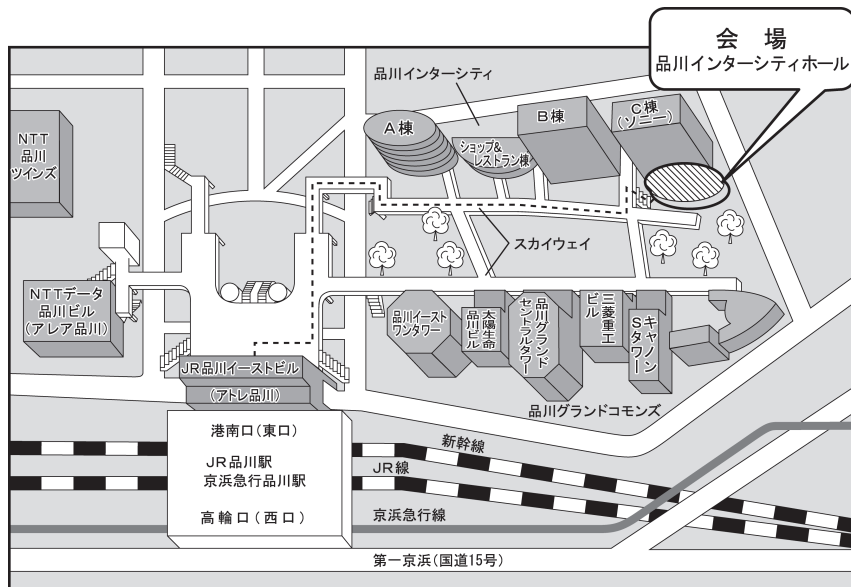 会 場
品川インターシティホール
品川インターシティ
A棟
ショップ&
レストラン棟
B棟
C棟
(ソニー)
NTT
品川
ツインズ
スカイウェイ
NTTデータ
品川ビル
(アレア品川)
品川イースト
ワンタワー
太陽生命
品川ビル
品川グランド
セントラルタワー
三菱重工
ビル
キヤノン
Sタワー
JR品川イーストビル
(アトレ品川)
品川グランドコモンズ
港南口(東口)
JR品川駅
京浜急行品川駅
高輪口(西口)
新幹線
JR線
京浜急行線
第一京浜(国道15号)